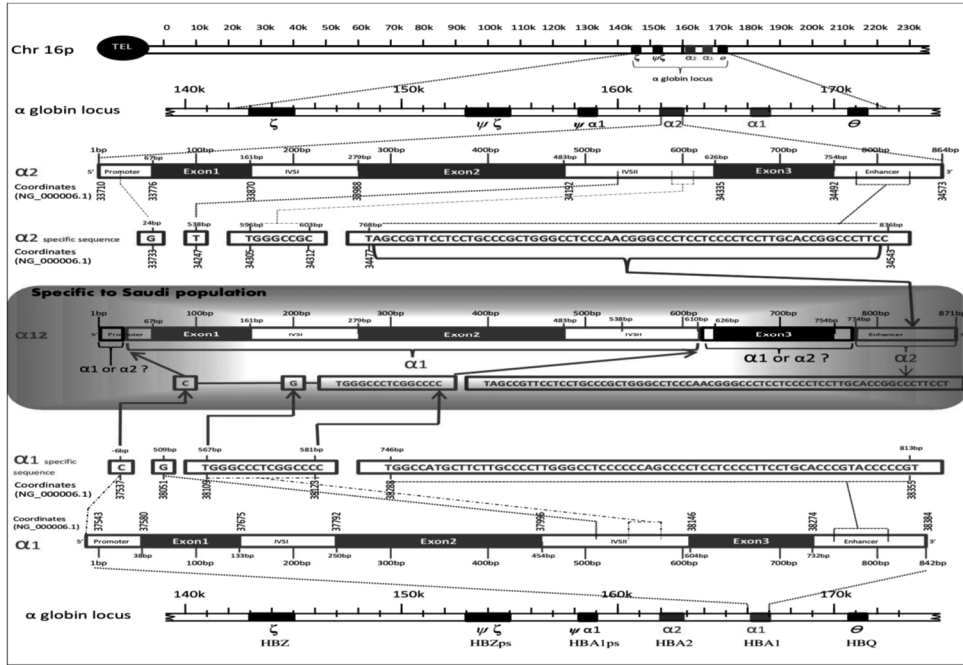 0k 10k 20k 30k 40k 50k 60k 70k 80k 90k 100k 110k 120k 130k 140k 150k 160k 170k 180k 190k 200k 210k 220k 230k
Chr 16p TEL
ζ ψζ α2 α1 θ
α globin locus
140k 150k 160k 170k
α globin locus
ζ ψ ζ ψ α1 α2 α1 θ
1bp 67bp 100bp 161bp 200bp 279bp 300bp 400bp 483bp 500bp 600bp 626bp 700bp 754bp 800bp 864bp
α2 5' Promoter Exon1 IVSI Exon2 IVSII Exon3 Enhancer 3'
Coordinates
(NG_000006.1)
33710 33776 33870 33988 34192 34335 34492 34573
24bp 538bp 596bp 603bp 768bp 836bp
α2 specific sequence G T TGGGCCGC TAGCCGTTCCTCCTGCCCGCTGGGCCTCCCAACGGGCCCTCCTCCCCTCCTTGCACCGGCCCTTCC
Coordinates
(NG_000006.1)
33733 34247 34305 34312 34477 34543
Specific to Saudi population
1bp 67bp 100bp 161bp 200bp 279bp 300bp 400bp 483bp 500bp 538bp 610bp 626bp 700bp 754bp 774bp 800bp 871bp
α12 5' Promoter Exon1 IVSI Exon2 IVSII Exon3 Enhancer 3'
α1 or α2 ? α1 α1 or α2 ? α2
C G TGGGCCCTCGGCCCC TAGCCGTTCCTCCTGCCCGCTGGGCCTCCCAACGGGCCCTCCTCCCCTCCTTGCACCGGCCCTTCCT
-6bp 509bp 567bp 581bp 746bp 813bp
α1 specific sequence C G TGGGCCCTCGGCCCC TGGCCATGCTTCTTGCCCCTTGGGCCTCCCCCCAGCCCCTCCTCCCCTTCCTGCACCCGTACCCCCGT
Coordinates
(NG_000006.1)
37537 38051 38109 38123 38288 38355
Coordinates
(NG_000006.1)
37543 37580 37675 37792 37996 38146 38274 38384
α1 5' Promoter Exon1 IVSI Exon2 IVSII Exon3 Enhancer 3'
1bp 38bp 100bp 133bp 200bp 250bp 300bp 400bp 454bp 500bp 604bp 700bp 732bp 800bp 842bp
140k 150k 160k 170k
α globin locus
ζ ψ ζ ψ α1 α2 α1 θ
HBZ HBZps HBA1ps HBA2 HBA1 HBQ